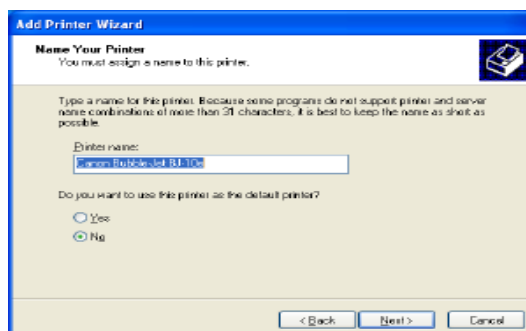 Add Printer Wizard
Name Your Printer
You must assign a name to this printer.
Type a name for this printer. Because some programs do not support printer and server
name combinations of more than 31 characters, it is best to keep the name as short as
possible.
Printer name:
Canon Bubble-Jet BJ-10e
Do you want to use this printer as the default printer?
Yes
No
< Back
Next >
Cancel